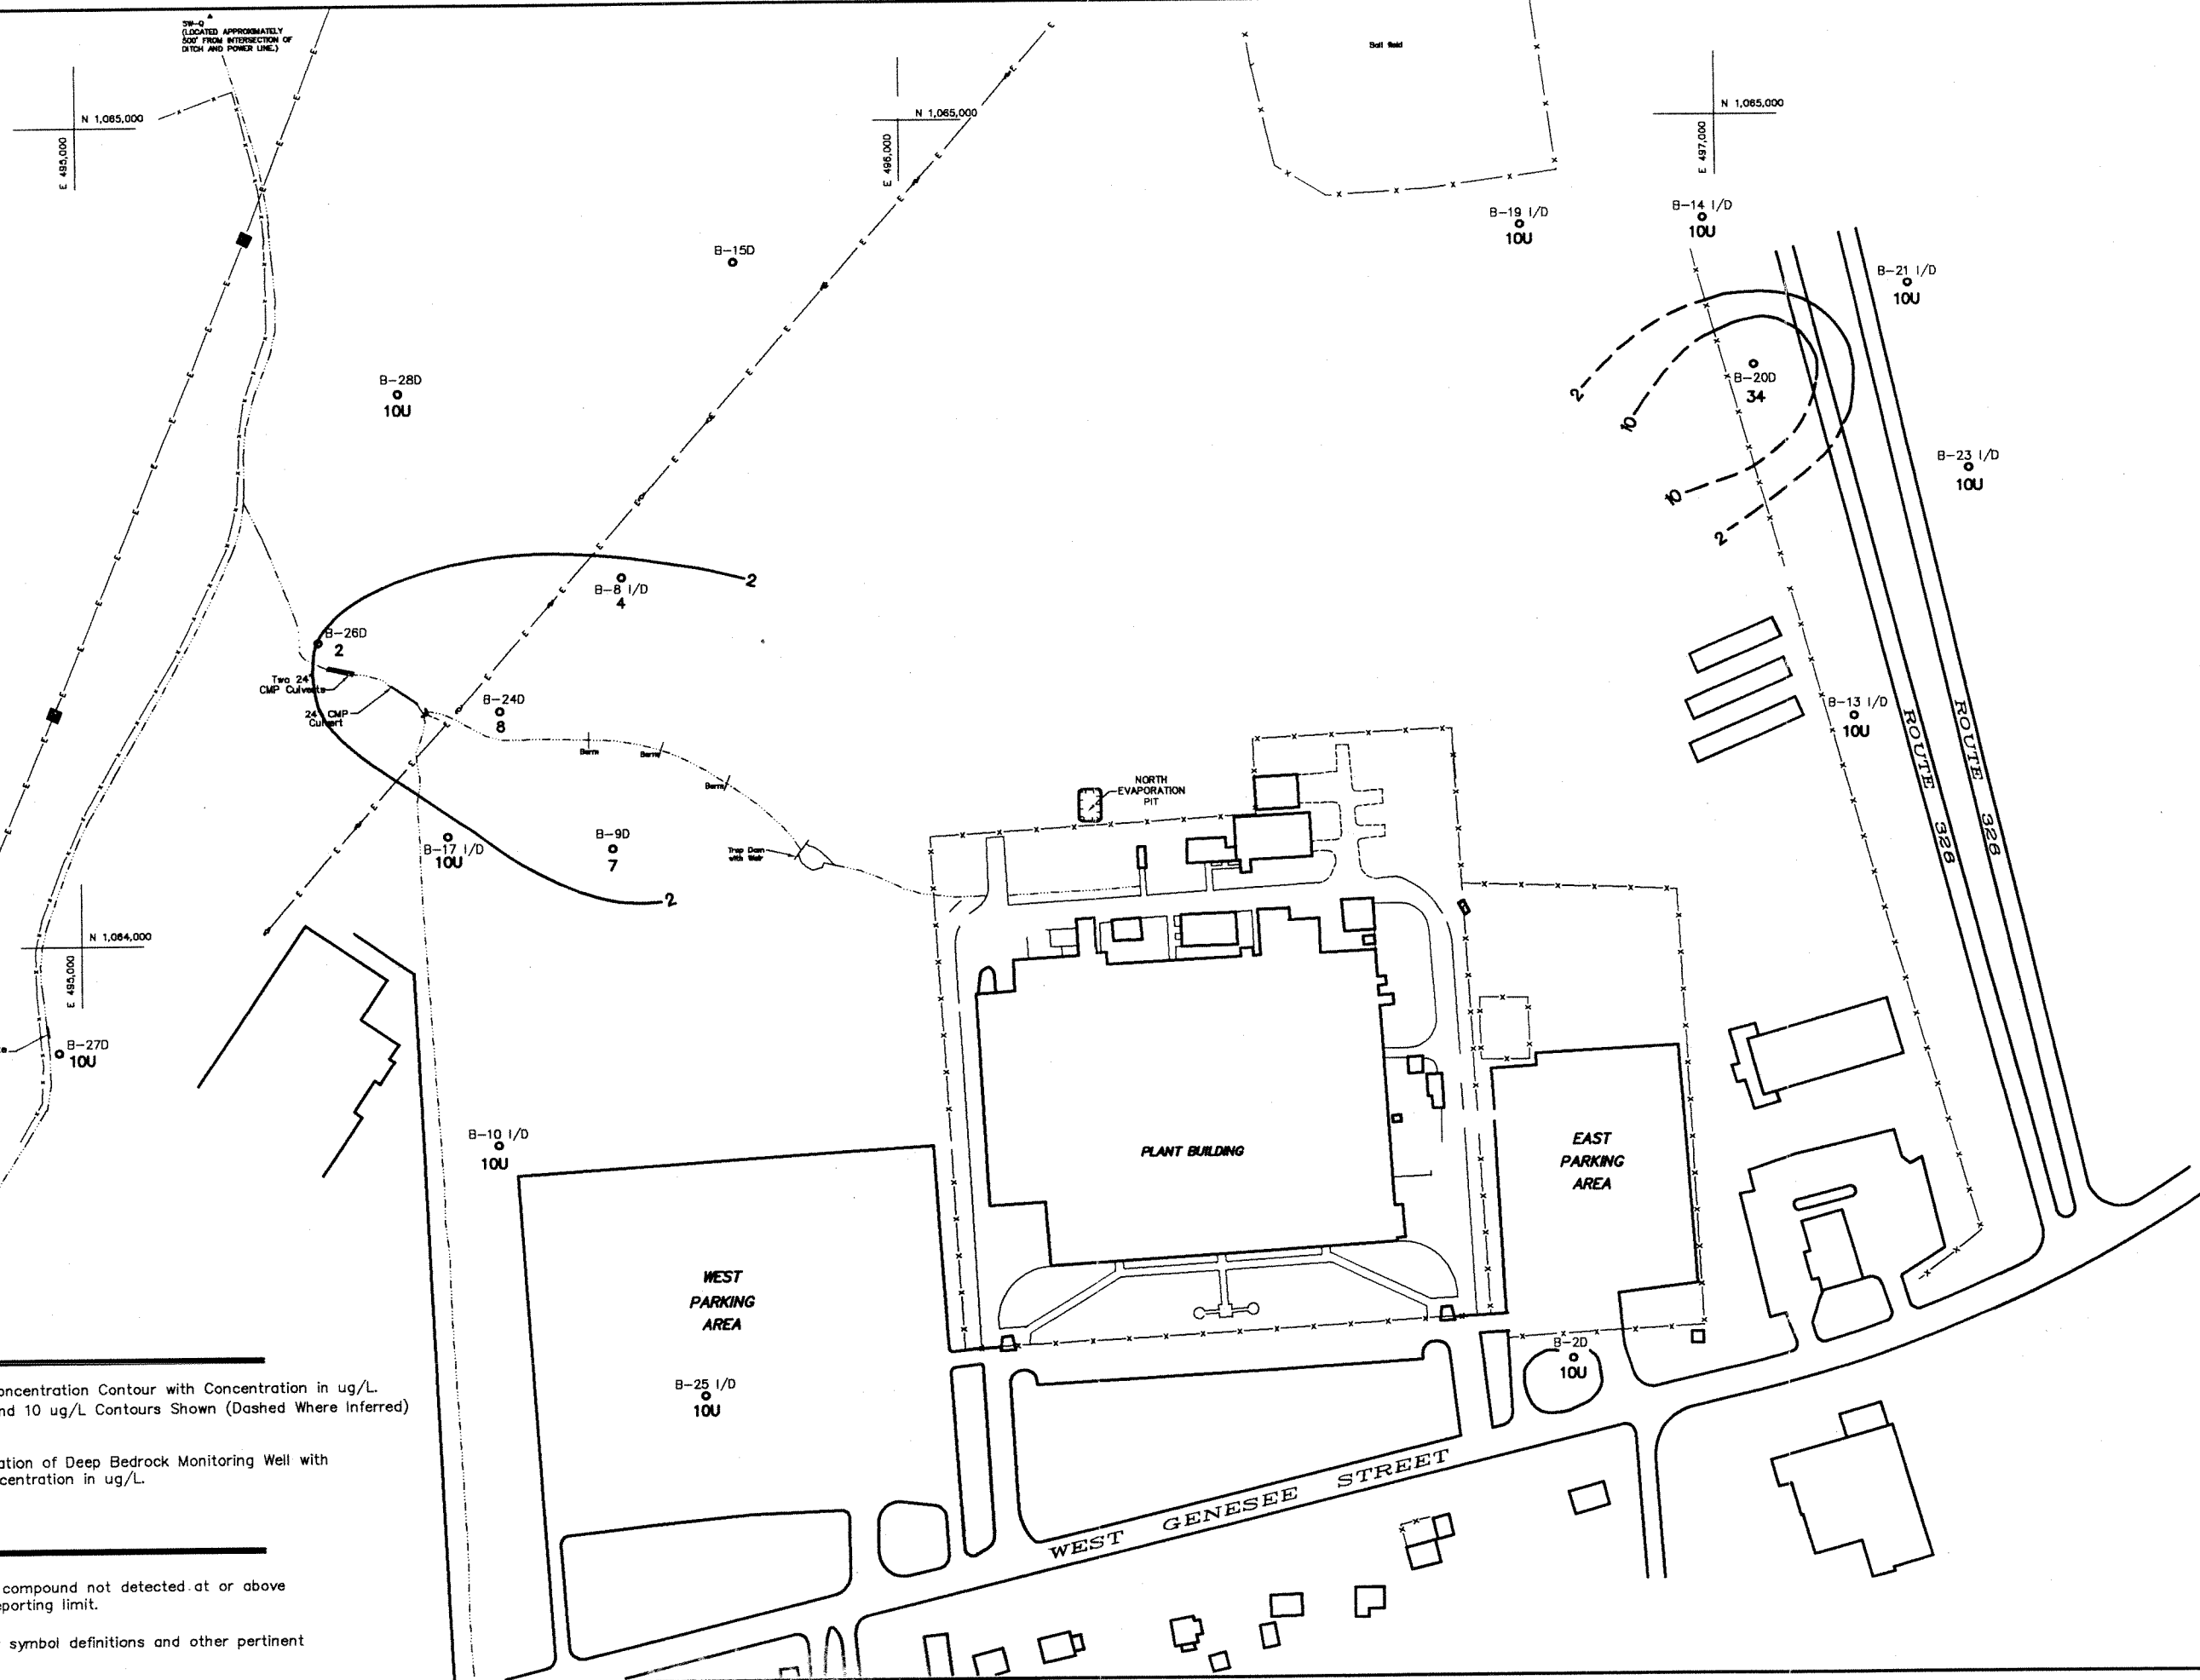 SW-Q
(LOCATED APPROXIMATELY
500' FROM INTERSECTION OF
DITCH AND POWER LINE.)
N 1,065,000
E 495,000
N 1,065,000
E 496,000
N 1,065,000
E 497,000
Ball field
B-19 I/D
10U
B-14 I/D
10U
B-21 I/D
10U
B-15D
B-28D
10U
B-20D
34
2
10
10
2
B-23 I/D
10U
2
B-8 I/D
4
B-26D
2
Two 24"
CMP Culverts
24" CMP
Culvert
B-24D
8
Berm
Berm
Berm
B-13 I/D
10U
ROUTE 326
ROUTE 326
NORTH
EVAPORATION
PIT
B-17 I/D
10U
B-9D
7
Trap Dam
with Weir
2
N 1,064,000
E 495,000
B-27D
10U
B-10 I/D
10U
PLANT BUILDING
EAST
PARKING
AREA
WEST
PARKING
AREA
B-2D
10U
B-25 I/D
10U
oncentration Contour with Concentration in ug/L.
nd 10 ug/L Contours Shown (Dashed Where Inferred)
ation of Deep Bedrock Monitoring Well with
centration in ug/L.
WEST GENESEE STREET
compound not detected at or above
eporting limit.
symbol definitions and other pertinent